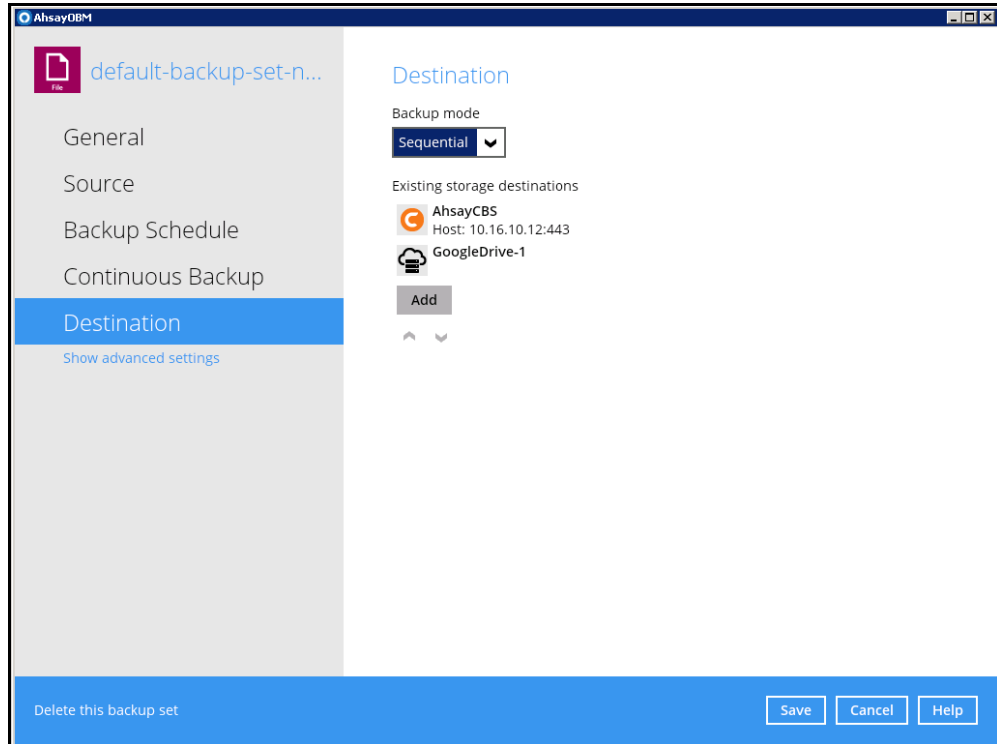 AhsayOBM
File
default-backup-set-n...
General
Source
Backup Schedule
Continuous Backup
Destination
Show advanced settings
Destination
Backup mode
Sequential
Existing storage destinations
AhsayCBS
Host: 10.16.10.12:443
GoogleDrive-1
Add
Delete this backup set
Save
Cancel
Help